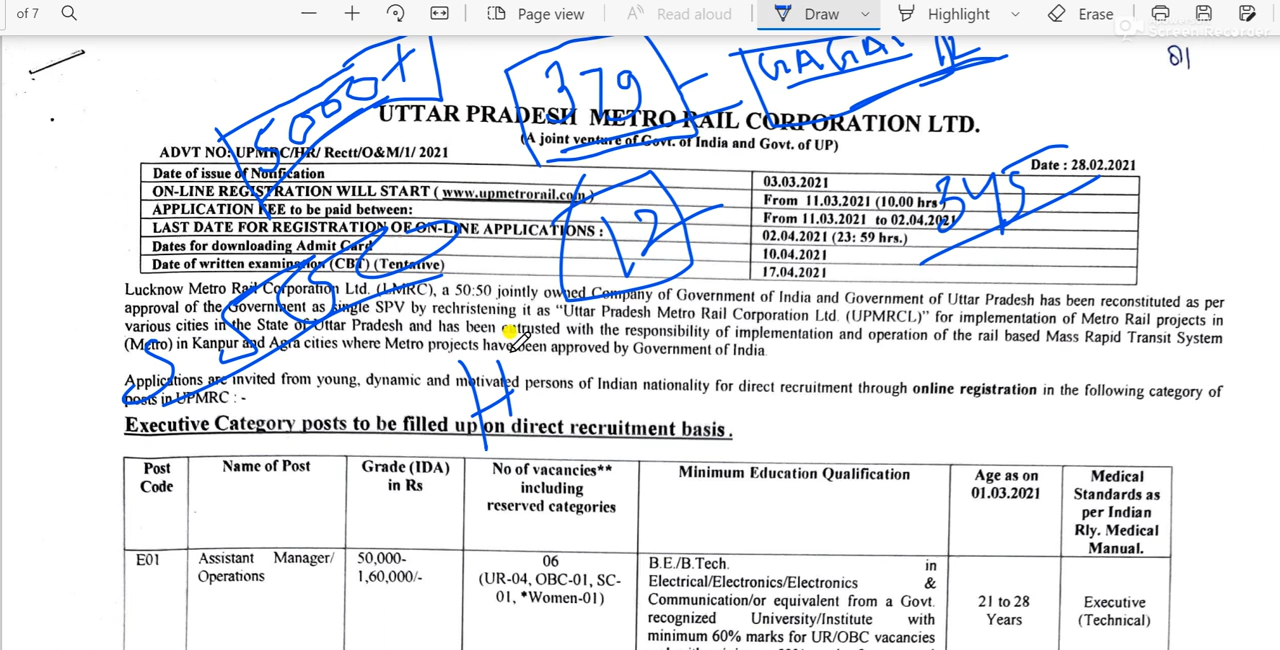 of 7
Page view
Read aloud
Draw
Highlight
Erase
ScreenRecorder
81
5000+
379
UTTAR PRADESH METRO RAIL CORPORATION LTD.
(A joint venture of Govt. of India and Govt. of UP)
ADVT NO: UPMRC/HR/ Rectt/O&M/1/ 2021
Date : 28.02.2021
Date of issue of Notification 03.03.2021
ON-LINE REGISTRATION WILL START ( www.upmetrorail.com ) From 11.03.2021 (10.00 hrs)
APPLICATION FEE to be paid between: From 11.03.2021 to 02.04.2021
LAST DATE FOR REGISTRATION OF ON-LINE APPLICATIONS : 02.04.2021 (23: 59 hrs.)
Dates for downloading Admit Card 10.04.2021
Date of written examination (CBT) (Tentative) 17.04.2021
345
12
Lucknow Metro Rail Corporation Ltd. (LMRC), a 50:50 jointly owned Company of Government of India and Government of Uttar Pradesh has been reconstituted as per
approval of the Government as single SPV by rechristening it as "Uttar Pradesh Metro Rail Corporation Ltd. (UPMRCL)" for implementation of Metro Rail projects in
various cities in the State of Uttar Pradesh and has been entrusted with the responsibility of implementation and operation of the rail based Mass Rapid Transit System
(Metro) in Kanpur and Agra cities where Metro projects have been approved by Government of India.
H
Applications are invited from young, dynamic and motivated persons of Indian nationality for direct recruitment through online registration in the following category of
posts in UPMRC : -
Executive Category posts to be filled up on direct recruitment basis.
Post Code
Name of Post
Grade (IDA) in Rs
No of vacancies** including reserved categories
Minimum Education Qualification
Age as on 01.03.2021
Medical Standards as per Indian Rly. Medical Manual.
E01
Assistant Manager/ Operations
50,000- 1,60,000/-
06 (UR-04, OBC-01, SC-01, *Women-01)
B.E./B.Tech. in
Electrical/Electronics/Electronics &
Communication/or equivalent from a Govt.
recognized University/Institute with
minimum 60% marks for UR/OBC vacancies
21 to 28 Years
Executive (Technical)